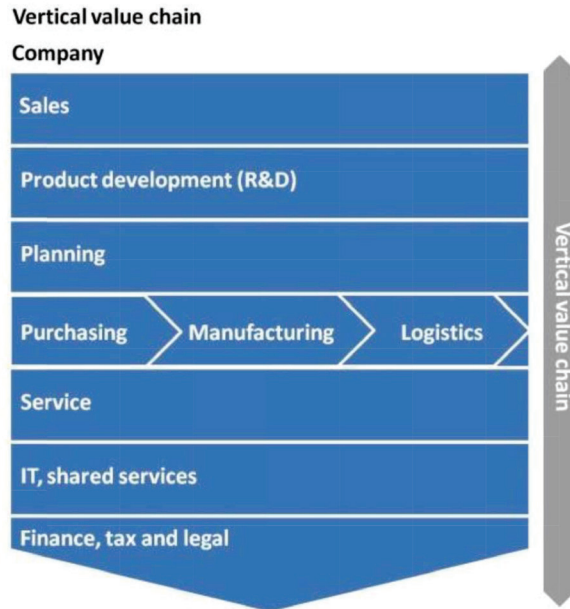 Vertical value chain
Company
Sales
Product development (R&D)
Planning
Purchasing
Manufacturing
Logistics
Service
IT, shared services
Finance, tax and legal
Vertical value chain